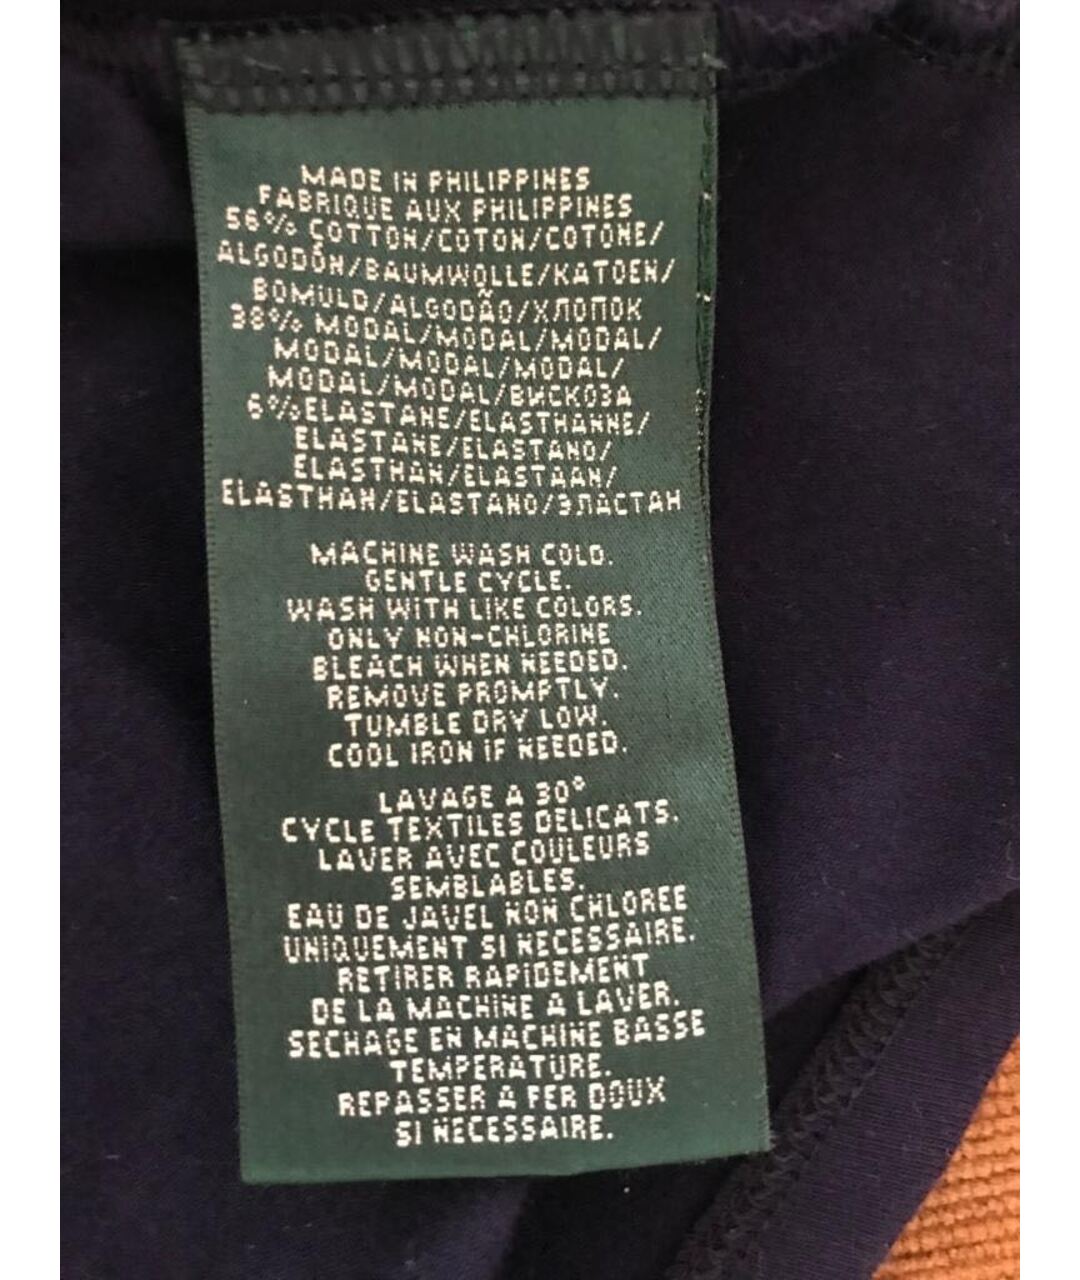 MADE IN PHILIPPINES
FABRIQUE AUX PHILIPPINES
56% COTTON/COTON/COTONE/
ALGODÓN/BAUMWOLLE/KATOEN/
BOMULD/ALGODÃO/ХЛОПОК
38% MODAL/MODAL/MODAL/
MODAL/MODAL/MODAL/
MODAL/MODAL/ВИСКОЗА
6% ELASTANE/ELASTHANNE/
ELASTANE/ELASTANO/
ELASTHAN/ELASTAAN/
ELASTHAN/ELASTANO/ЭЛАСТАН
MACHINE WASH COLD.
GENTLE CYCLE.
WASH WITH LIKE COLORS.
ONLY NON-CHLORINE
BLEACH WHEN NEEDED.
REMOVE PROMPTLY.
TUMBLE DRY LOW.
COOL IRON IF NEEDED.
LAVAGE A 30°
CYCLE TEXTILES DELICATS.
LAVER AVEC COULEURS
SEMBLABLES.
EAU DE JAVEL NON CHLOREE
UNIQUEMENT SI NECESSAIRE.
RETIRER RAPIDEMENT
DE LA MACHINE A LAVER.
SECHAGE EN MACHINE BASSE
TEMPERATURE.
REPASSER A FER DOUX
SI NECESSAIRE.